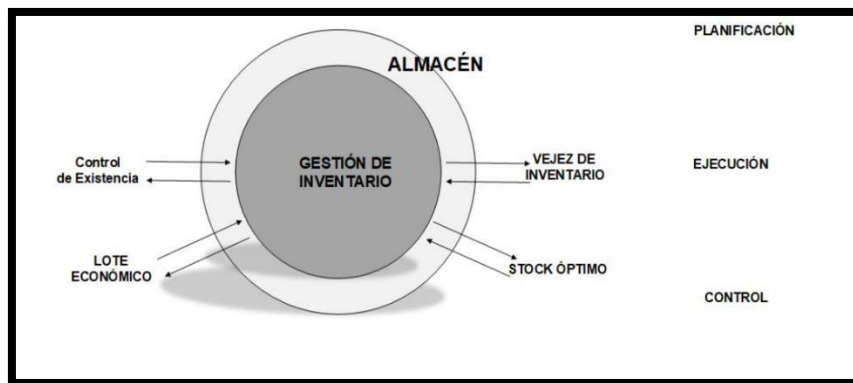 PLANIFICACIÓN
ALMACÉN
Control
de Existencia
GESTIÓN DE
INVENTARIO
VEJEZ DE
INVENTARIO
EJECUCIÓN
LOTE
ECONÓMICO
STOCK ÓPTIMO
CONTROL